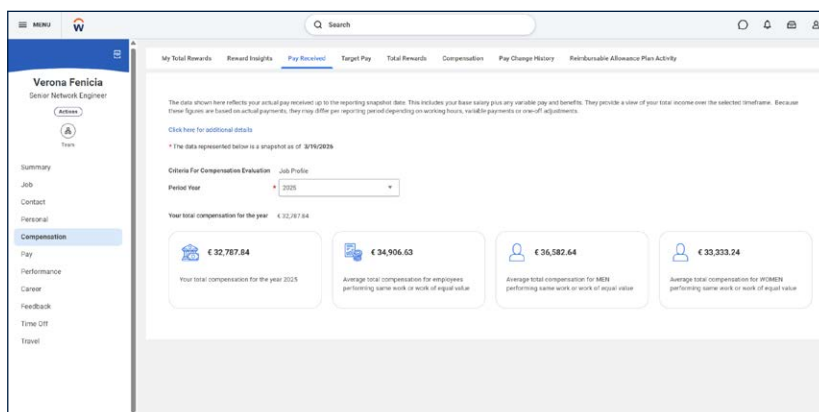 MENU
Search
Verona Fenicia
Senior Network Engineer
Actions
Team
Summary
Job
Contact
Personal
Compensation
Pay
Performance
Career
Feedback
Time Off
Travel
My Total Rewards Reward Insights Pay Received Target Pay Total Rewards Compensation Pay Change History Reimbursable Allowance Plan Activity
The data shown here reflects your actual pay received up to the reporting snapshot date. This includes your base salary plus any variable pay and benefits. They provide a view of your total income over the selected timeframe. Because
these figures are based on actual payments, they may differ per reporting period depending on working hours, variable payments or one-off adjustments.
Click here for additional details
* The data represented below is a snapshot as of 3/19/2026
Criteria For Compensation Evaluation Job Profile
Period Year * 2025
Your total compensation for the year € 32,787.84
€ 32,787.84
Your total compensation for the year 2025
€ 34,906.63
Average total compensation for employees
performing same work or work of equal value
€ 36,582.64
Average total compensation for MEN
performing same work or work of equal value
€ 33,333.24
Average total compensation for WOMEN
performing same work or work of equal value